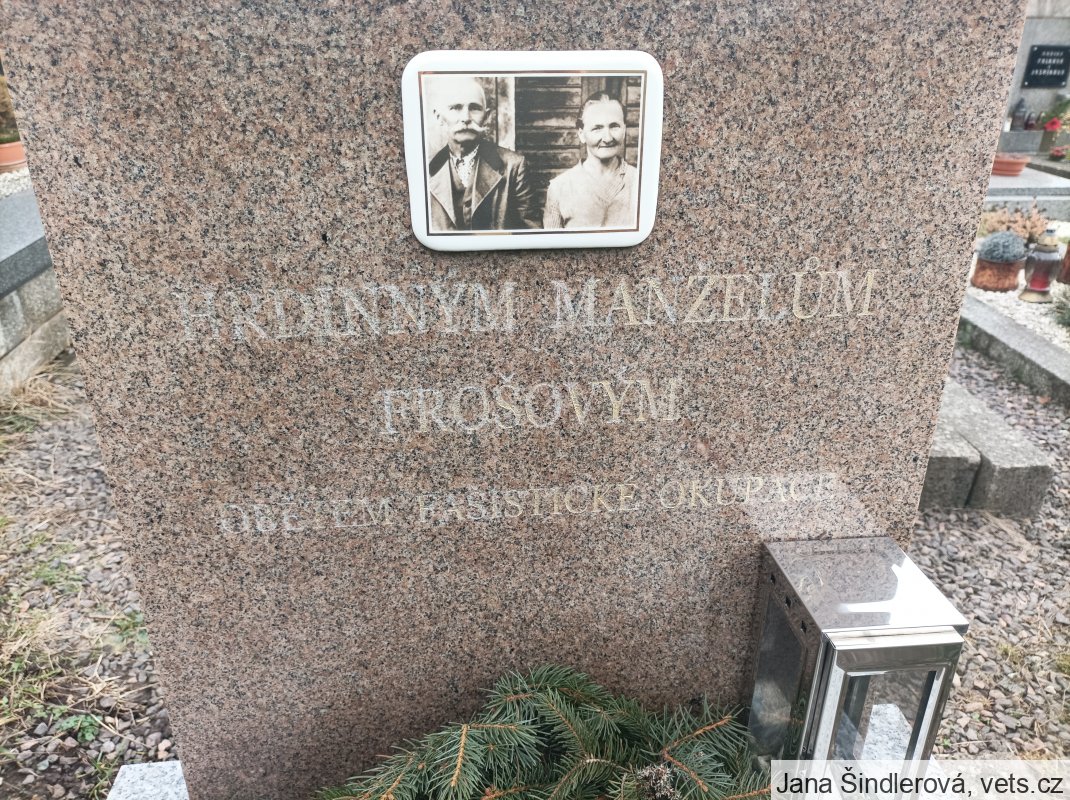 HRDINNÝM MANŽELŮM
FROŠOVÝM
OBĚTEM FAŠISTICKÉ OKUPACE
Jana Šindlerová, vets.cz